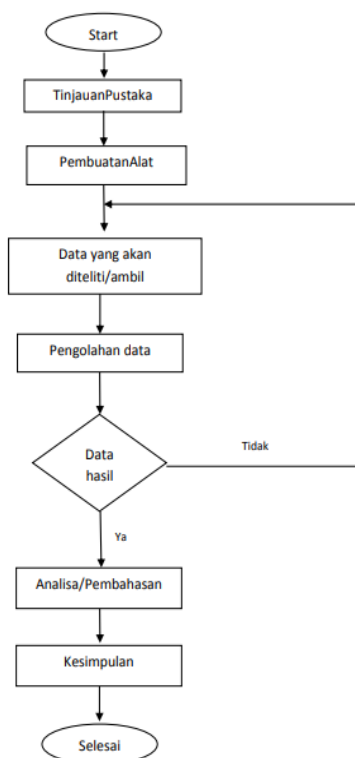 Start
TinjauanPustaka
PembuatanAlat
Data yang akan
diteliti/ambil
Pengolahan data
Data
hasil
Tidak
Ya
Analisa/Pembahasan
Kesimpulan
Selesai